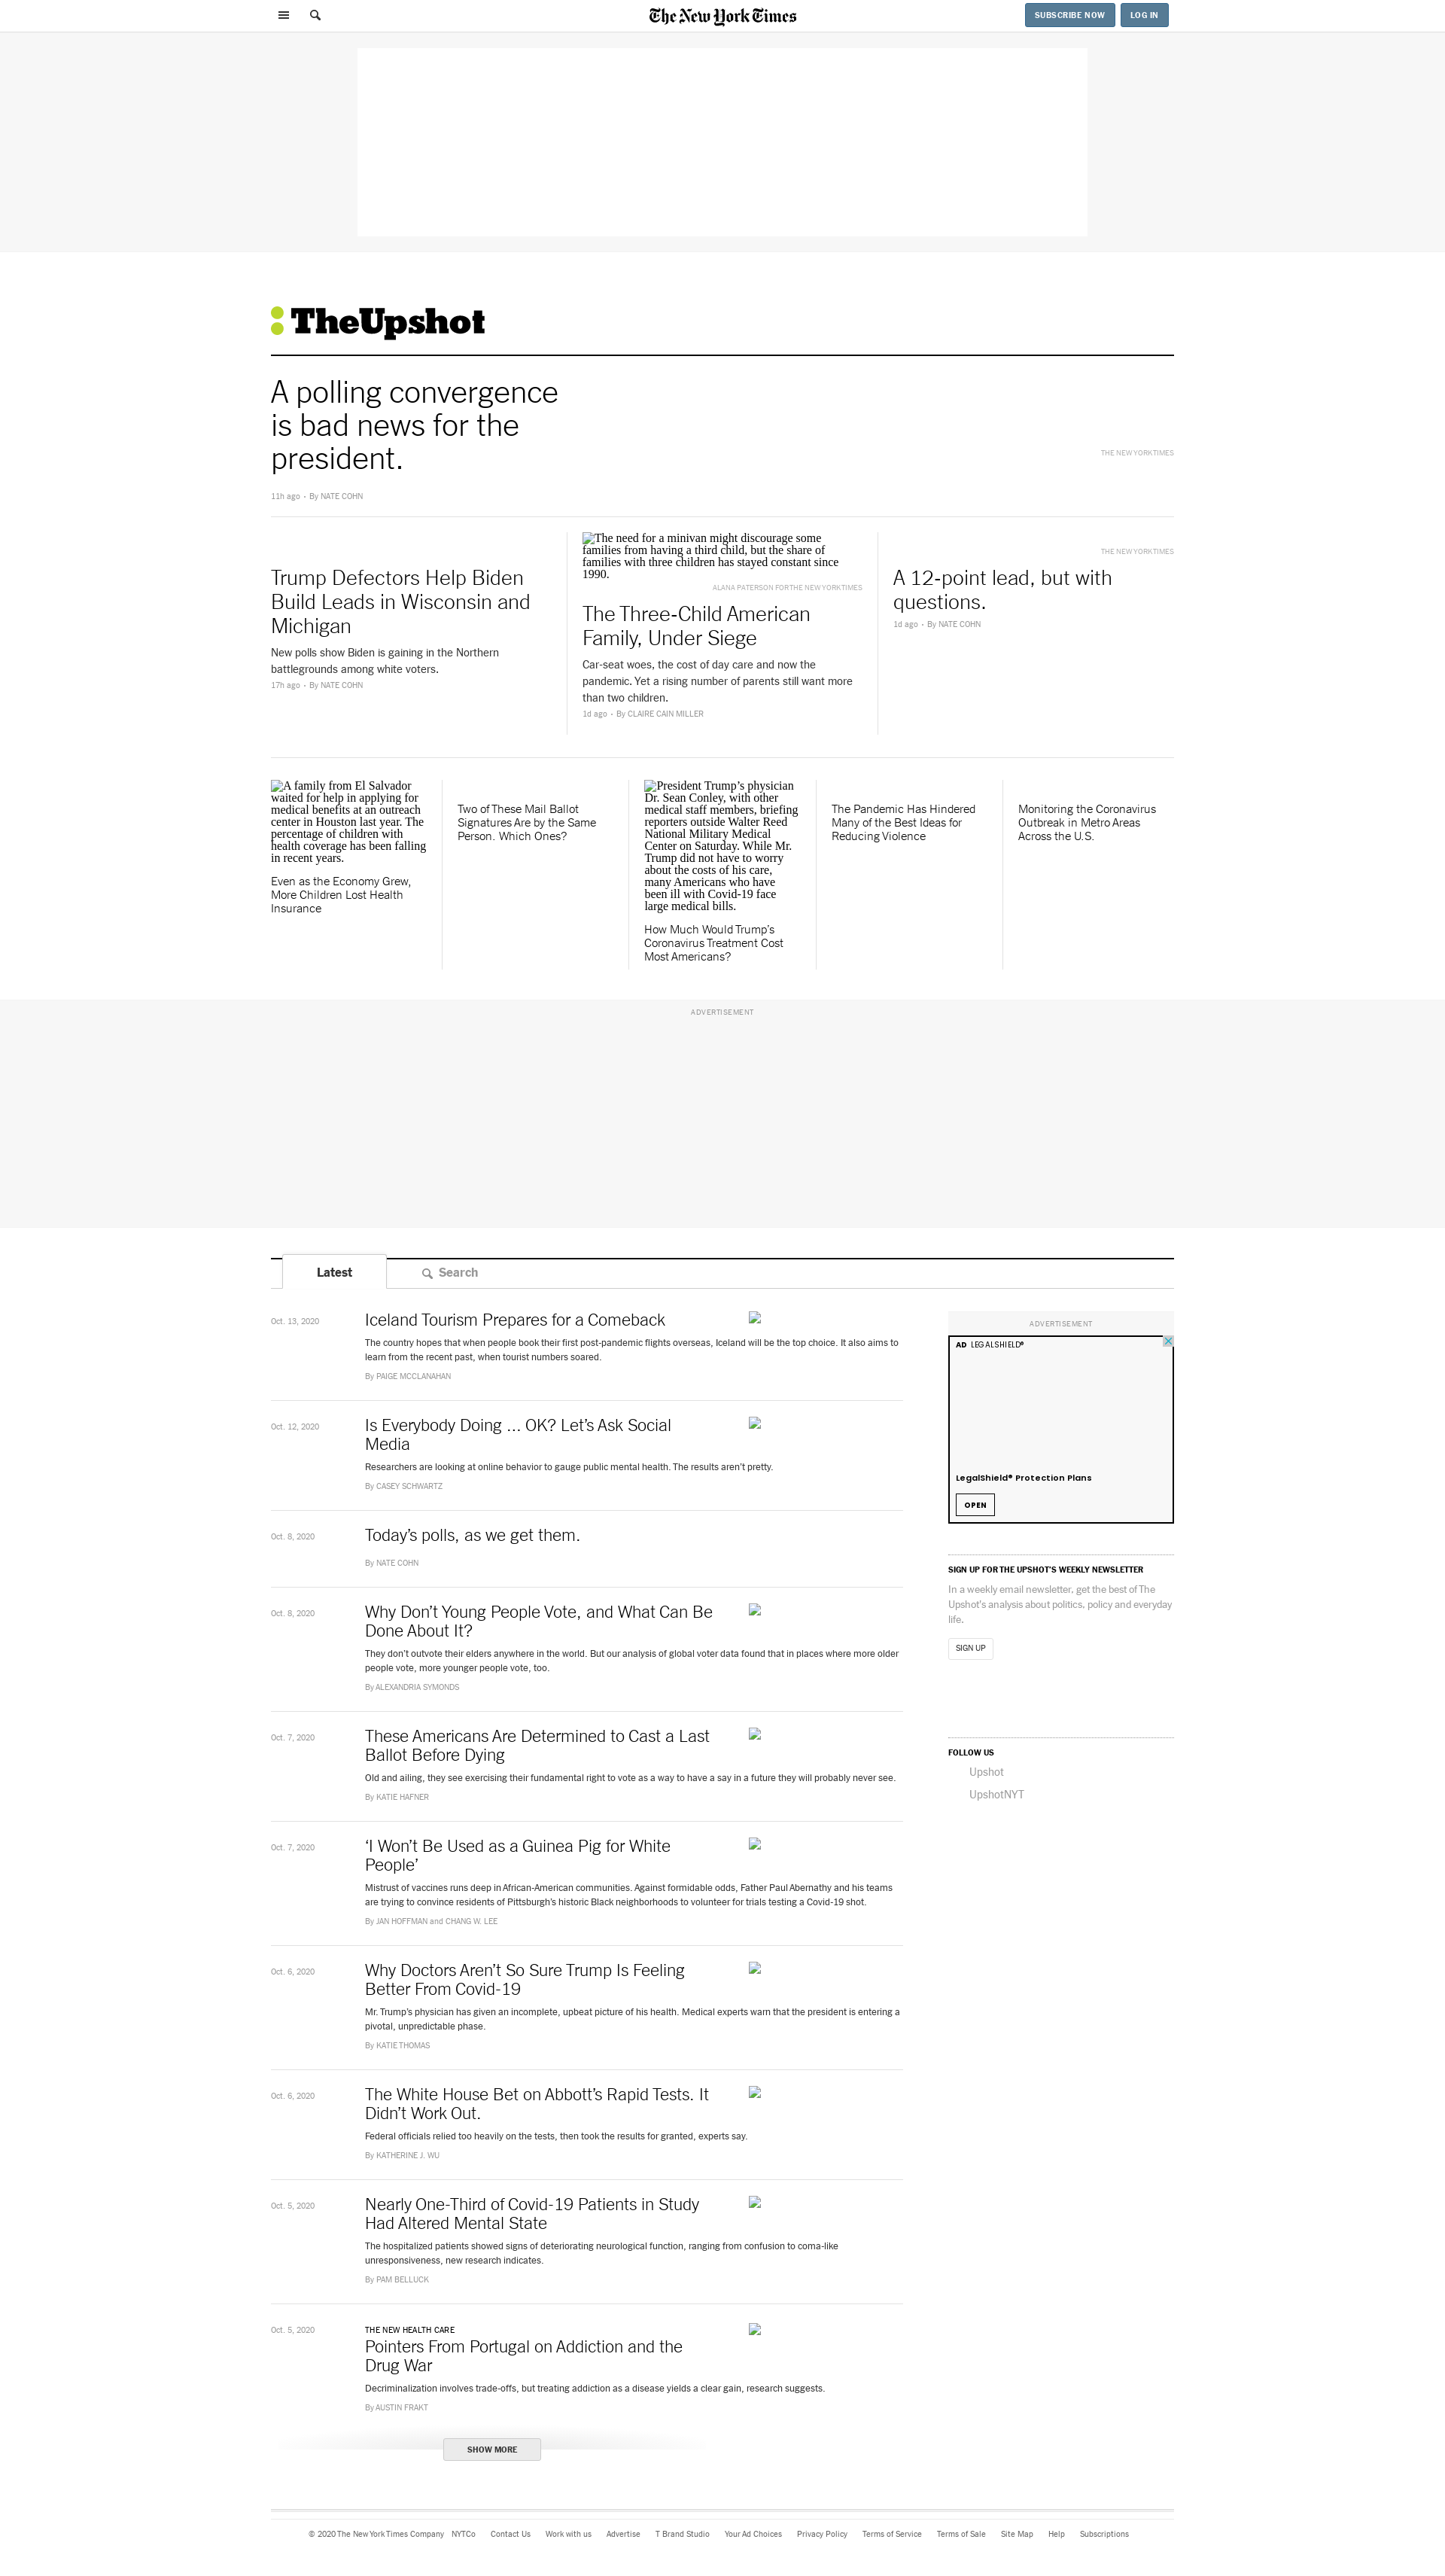 The New York Times
SUBSCRIBE NOW
LOG IN
TheUpshot
A polling convergence
is bad news for the
president.
THE NEW YORK TIMES
11h ago • By NATE COHN
Trump Defectors Help Biden
Build Leads in Wisconsin and
Michigan
New polls show Biden is gaining in the Northern
battlegrounds among white voters.
17h ago • By NATE COHN
The need for a minivan might discourage some
families from having a third child, but the share of
families with three children has stayed constant since
1990.
ALANA PATERSON FOR THE NEW YORK TIMES
The Three-Child American
Family, Under Siege
Car-seat woes, the cost of day care and now the
pandemic. Yet a rising number of parents still want more
than two children.
1d ago • By CLAIRE CAIN MILLER
THE NEW YORK TIMES
A 12-point lead, but with
questions.
1d ago • By NATE COHN
A family from El Salvador
waited for help in applying for
medical benefits at an outreach
center in Houston last year. The
percentage of children with
health coverage has been falling
in recent years.
Even as the Economy Grew,
More Children Lost Health
Insurance
Two of These Mail Ballot
Signatures Are by the Same
Person. Which Ones?
President Trump’s physician
Dr. Sean Conley, with other
medical staff members, briefing
reporters outside Walter Reed
National Military Medical
Center on Saturday. While Mr.
Trump did not have to worry
about the costs of his care,
many Americans who have
been ill with Covid-19 face
large medical bills.
How Much Would Trump’s
Coronavirus Treatment Cost
Most Americans?
The Pandemic Has Hindered
Many of the Best Ideas for
Reducing Violence
Monitoring the Coronavirus
Outbreak in Metro Areas
Across the U.S.
ADVERTISEMENT
Latest
Search
Oct. 13, 2020
Iceland Tourism Prepares for a Comeback
The country hopes that when people book their first post-pandemic flights overseas, Iceland will be the top choice. It also aims to
learn from the recent past, when tourist numbers soared.
By PAIGE MCCLANAHAN
Oct. 12, 2020
Is Everybody Doing ... OK? Let’s Ask Social
Media
Researchers are looking at online behavior to gauge public mental health. The results aren’t pretty.
By CASEY SCHWARTZ
Oct. 8, 2020
Today’s polls, as we get them.
By NATE COHN
Oct. 8, 2020
Why Don’t Young People Vote, and What Can Be
Done About It?
They don’t outvote their elders anywhere in the world. But our analysis of global voter data found that in places where more older
people vote, more younger people vote, too.
By ALEXANDRIA SYMONDS
Oct. 7, 2020
These Americans Are Determined to Cast a Last
Ballot Before Dying
Old and ailing, they see exercising their fundamental right to vote as a way to have a say in a future they will probably never see.
By KATIE HAFNER
Oct. 7, 2020
‘I Won’t Be Used as a Guinea Pig for White
People’
Mistrust of vaccines runs deep in African-American communities. Against formidable odds, Father Paul Abernathy and his teams
are trying to convince residents of Pittsburgh’s historic Black neighborhoods to volunteer for trials testing a Covid-19 shot.
By JAN HOFFMAN and CHANG W. LEE
Oct. 6, 2020
Why Doctors Aren’t So Sure Trump Is Feeling
Better From Covid-19
Mr. Trump’s physician has given an incomplete, upbeat picture of his health. Medical experts warn that the president is entering a
pivotal, unpredictable phase.
By KATIE THOMAS
Oct. 6, 2020
The White House Bet on Abbott’s Rapid Tests. It
Didn’t Work Out.
Federal officials relied too heavily on the tests, then took the results for granted, experts say.
By KATHERINE J. WU
Oct. 5, 2020
Nearly One-Third of Covid-19 Patients in Study
Had Altered Mental State
The hospitalized patients showed signs of deteriorating neurological function, ranging from confusion to coma-like
unresponsiveness, new research indicates.
By PAM BELLUCK
Oct. 5, 2020
THE NEW HEALTH CARE
Pointers From Portugal on Addiction and the
Drug War
Decriminalization involves trade-offs, but treating addiction as a disease yields a clear gain, research suggests.
By AUSTIN FRAKT
SHOW MORE
ADVERTISEMENT
AD LEGALSHIELD®
LegalShield® Protection Plans
OPEN
SIGN UP FOR THE UPSHOT’S WEEKLY NEWSLETTER
In a weekly email newsletter, get the best of The
Upshot's analysis about politics, policy and everyday
life.
SIGN UP
FOLLOW US
Upshot
UpshotNYT
© 2020 The New York Times Company NYTCo Contact Us Work with us Advertise T Brand Studio Your Ad Choices Privacy Policy Terms of Service Terms of Sale Site Map Help Subscriptions